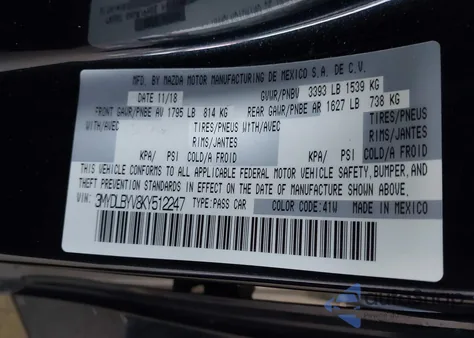 MFD. BY MAZDA MOTOR MANUFACTURING DE MEXICO S.A. DE C.V.
DATE 11/18 GVWR/PNBV 3393 LB 1539 KG
FRONT GAWR/PNBE AV 1795 LB 814 KG REAR GAWR/PNBE AR 1627 LB 738 KG
WITH/AVEC TIRES/PNEUS WITH/AVEC TIRES/PNEUS
RIMS/JANTES RIMS/JANTES
KPA/ PSI COLD/A FROID KPA/ PSI COLD/A FROID
THIS VEHICLE CONFORMS TO ALL APPLICABLE FEDERAL MOTOR VEHICLE SAFETY, BUMPER, AND
THEFT PREVENTION STANDARDS IN EFFECT ON THE DATE OF MANUFACTURE SHOWN ABOVE.
VIN: 3MYDLBYV8KY512247 TYPE:PASS CAR COLOR CODE:41W MADE IN MEXICO